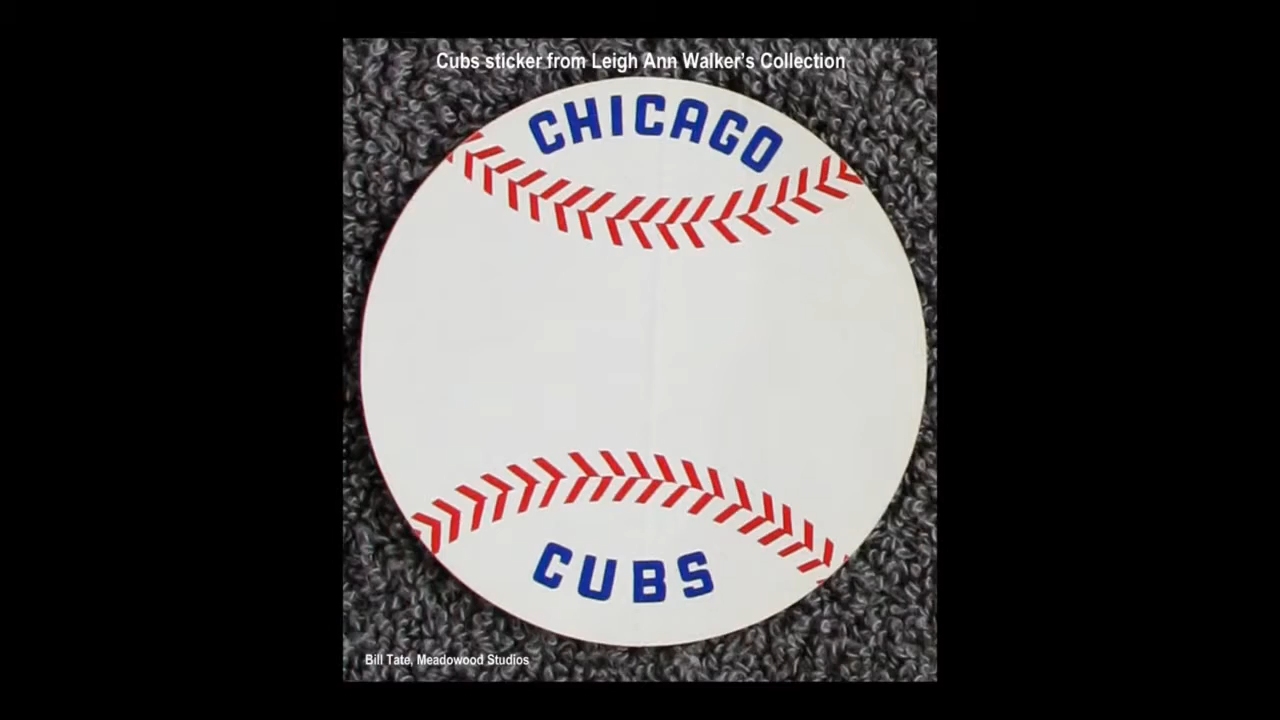 Cubs sticker from Leigh Ann Walker's Collection
CHICAGO
CUBS
Bill Tate, Meadowood Studios